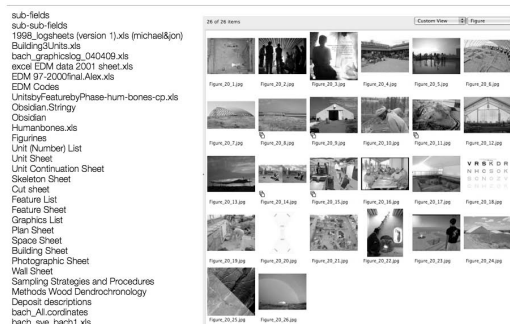 sub-fields
sub-sub-fields
1998_logsheets (version 1).xls (michael&jon)
Building3Units.xls
bach_graphicslog_040409.xls
excel EDM data 2001 sheet.xls
EDM 97-2000final.Alex.xls
EDM Codes
UnitsbyFeaturebyPhase-hum-bones-cp.xls
Obsidian.Stringy
Obsidian
Humanbones.xls
Figurines
Unit (Number) List
Unit Sheet
Unit Continuation Sheet
Skeleton Sheet
Cut sheet
Feature List
Feature Sheet
Graphics List
Plan Sheet
Space Sheet
Building Sheet
Photographic Sheet
Wall Sheet
Sampling Strategies and Procedures
Methods Wood Dendrochronology
Deposit descriptions
bach_All.cordinates
bach_sve_bach1.xls
26 of 26 items
Custom View
Figure
Figure_20_1.jpg
Figure_20_2.jpg
Figure_20_3.jpg
Figure_20_4.jpg
Figure_20_5.jpg
Figure_20_6.jpg
Figure_20_7.jpg
Figure_20_8.jpg
Figure_20_9.jpg
Figure_20_10.jpg
Figure_20_11.jpg
Figure_20_12.jpg
V R S K D R
N H C S O K
Figure_20_13.jpg
Figure_20_14.jpg
Figure_20_15.jpg
Figure_20_16.jpg
Figure_20_17.jpg
Figure_20_18.jpg
Figure_20_19.jpg
Figure_20_20.jpg
Figure_20_21.jpg
Figure_20_22.jpg
Figure_20_23.jpg
Figure_20_24.jpg
Figure_20_25.jpg
Figure_20_26.jpg